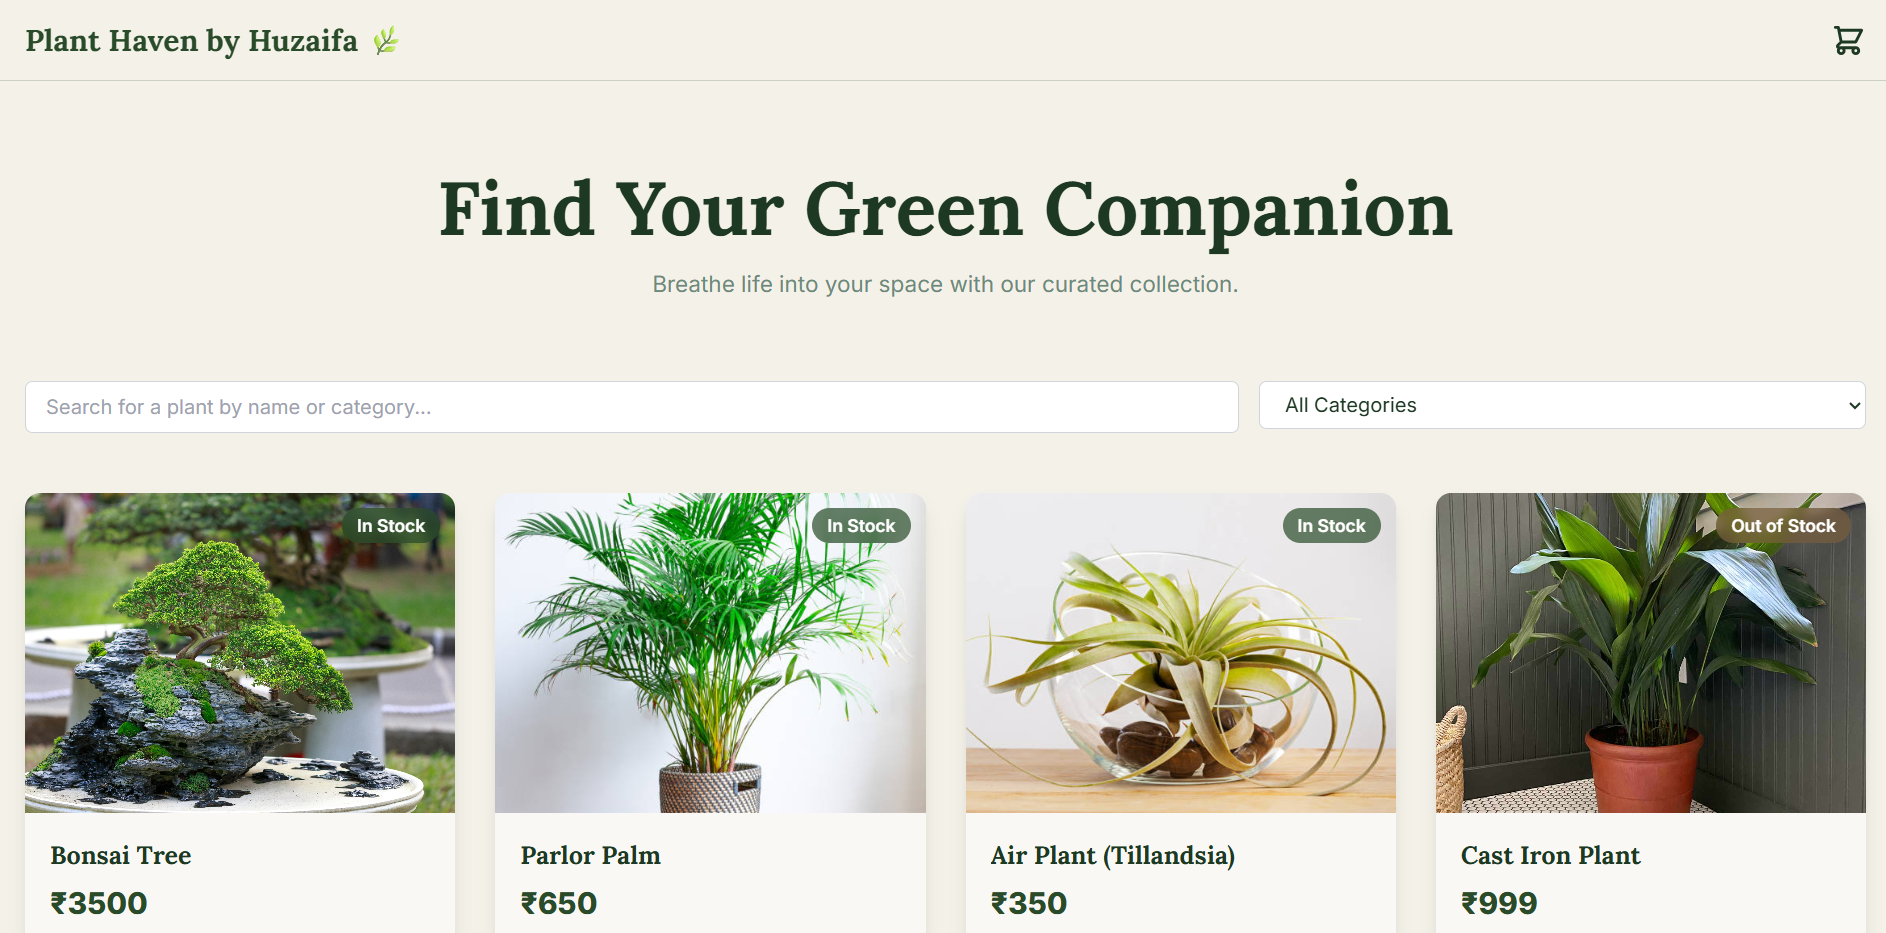 Plant Haven by Huzaifa 🌿
Find Your Green Companion
Breathe life into your space with our curated collection.
Search for a plant by name or category...
All Categories
In Stock
In Stock
In Stock
Out of Stock
Bonsai Tree
Parlor Palm
Air Plant (Tillandsia)
Cast Iron Plant
₹3500
₹650
₹350
₹999